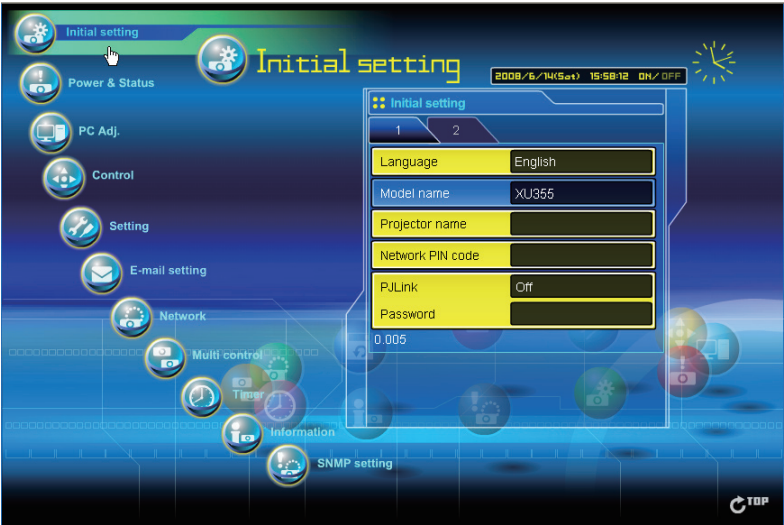 Initial setting
Initial setting
2008/6/14(Sat) 15:58:12 ON/OFF
Power & Status
Initial setting
1 2
PC Adj.
Language English
Control
Model name XU355
Projector name
Setting
Network PIN code
E-mail setting
PJLink Off
Password
Network
0.005
Multi control
Timer
Information
SNMP setting
TOP